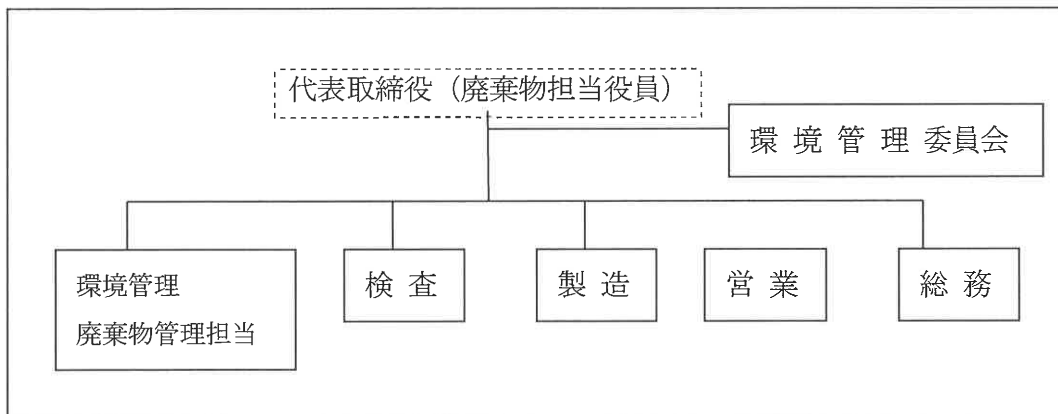 代表取締役（廃棄物担当役員）
環 境 管 理 委員会
環境管理
廃棄物管理担当
検 査
製 造
営 業
総 務